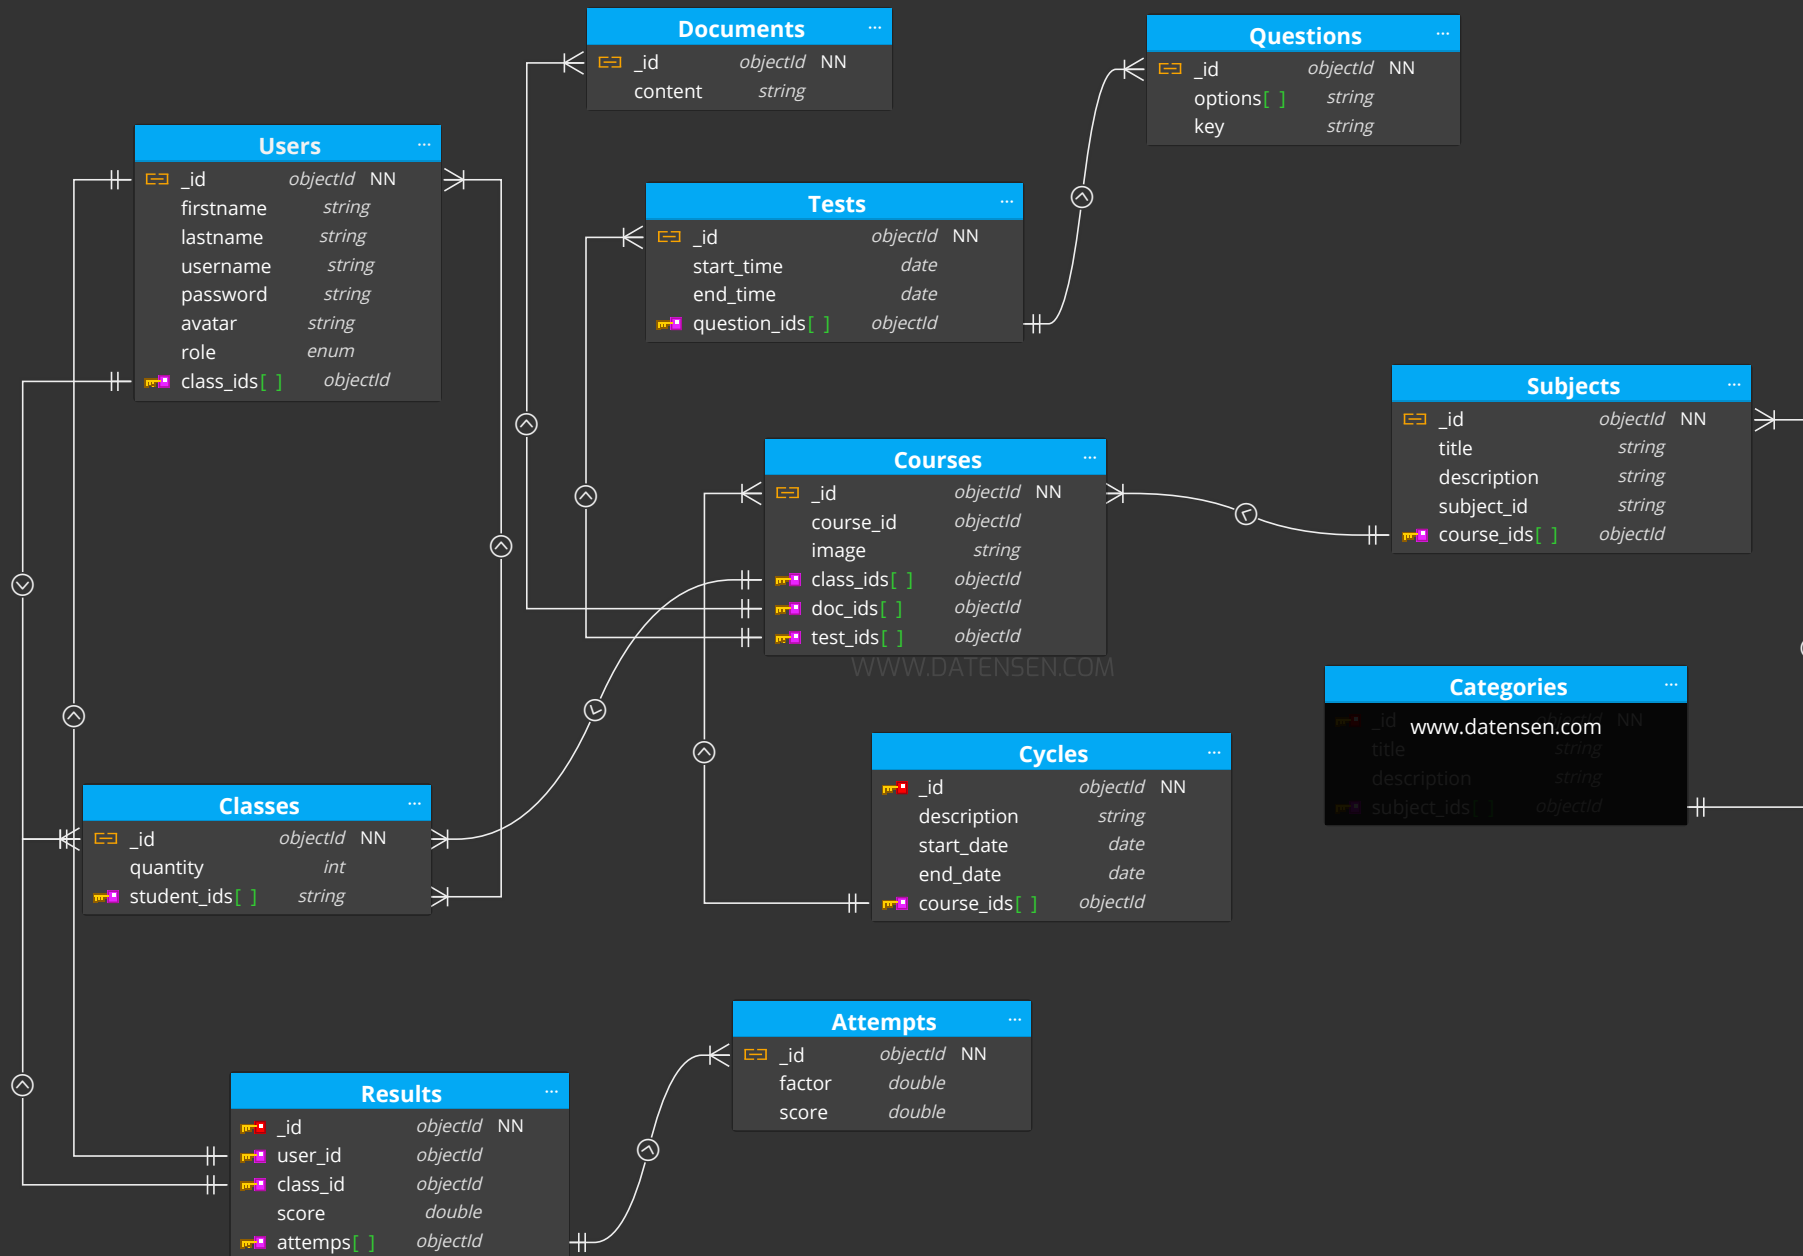 Documents ...
_id objectId NN
content string
Questions ...
_id objectId NN
options[ ] string
key string
Users ...
_id objectId NN
firstname string
lastname string
username string
password string
avatar string
role enum
class_ids[ ] objectId
Tests ...
_id objectId NN
start_time date
end_time date
question_ids[ ] objectId
Subjects ...
_id objectId NN
title string
description string
subject_id string
course_ids[ ] objectId
Courses ...
_id objectId NN
course_id objectId
image string
class_ids[ ] objectId
doc_ids[ ] objectId
test_ids[ ] objectId
WWW.DATENSEN.COM
Categories ...
_id objectId NN
www.datensen.com
title string
description string
subject_ids[ ] objectId
Cycles ...
_id objectId NN
description string
start_date date
end_date date
course_ids[ ] objectId
Classes ...
_id objectId NN
quantity int
student_ids[ ] string
Attempts ...
_id objectId NN
factor double
score double
Results ...
_id objectId NN
user_id objectId
class_id objectId
score double
attemps[ ] objectId